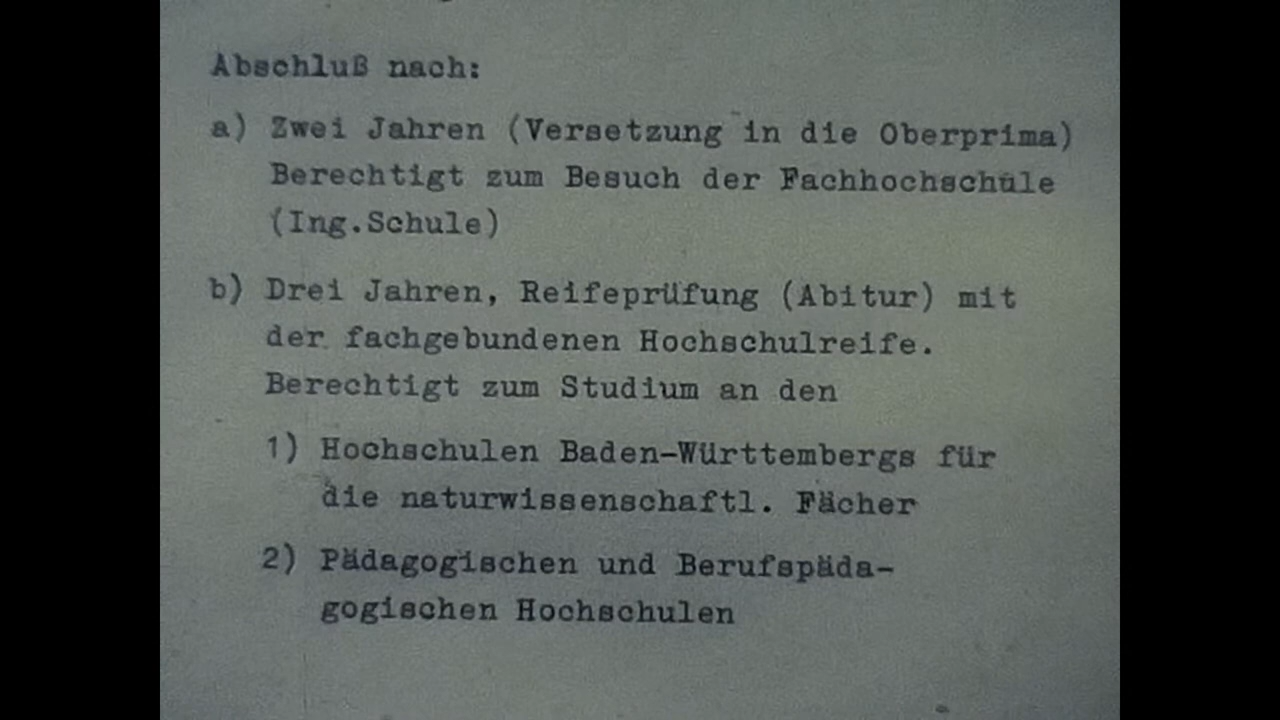 Abschluß nach:
a) Zwei Jahren (Versetzung in die Oberprima)
Berechtigt zum Besuch der Fachhochschule
(Ing.Schule)
b) Drei Jahren, Reifeprüfung (Abitur) mit
der fachgebundenen Hochschulreife.
Berechtigt zum Studium an den
1) Hochschulen Baden-Württembergs für
die naturwissenschaftl. Fächer
2) Pädagogischen und Berufspäda-
gogischen Hochschulen